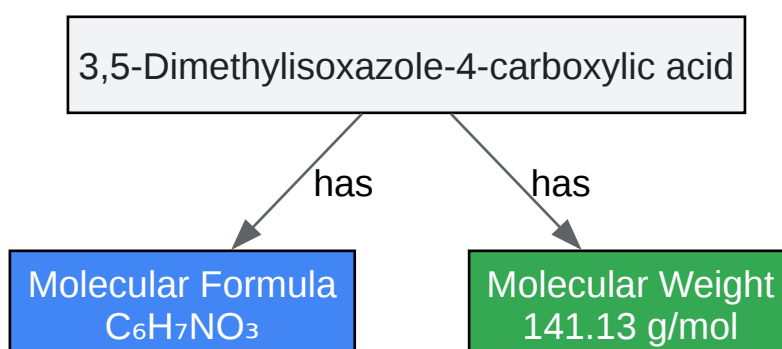 3,5-Dimethylisoxazole-4-carboxylic acid
has
has
Molecular Formula
C₆H₇NO₃
Molecular Weight
141.13 g/mol